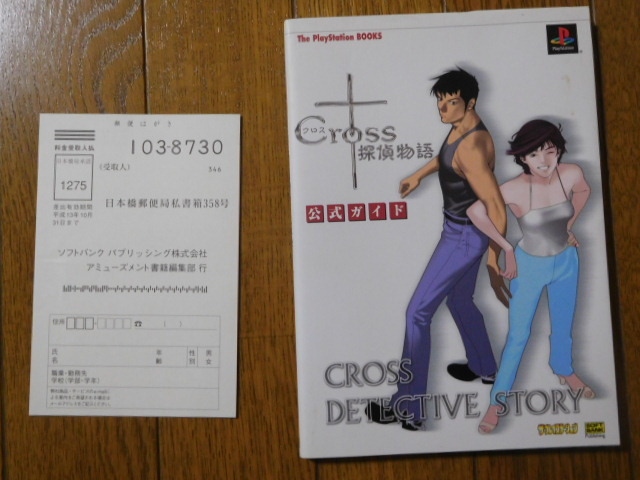 郵便はがき
料金受取人払
103-8730
日本橋局承認
1275
(受取人)
346
日本橋郵便局私書箱358号
差出有効期間
平成13年10月
31日まで
ソフトバンク パブリッシング株式会社
アミューズメント書籍編集部 行
住所
☎ ( )
氏名
年齢
性別
男
女
職業・勤務先
学校(学部・学年)
The PlayStation BOOKS
PlayStation
Cross
クロス
探偵物語
公式ガイド
CROSS
DETECTIVE STORY
SOFT
BANK
Publishing